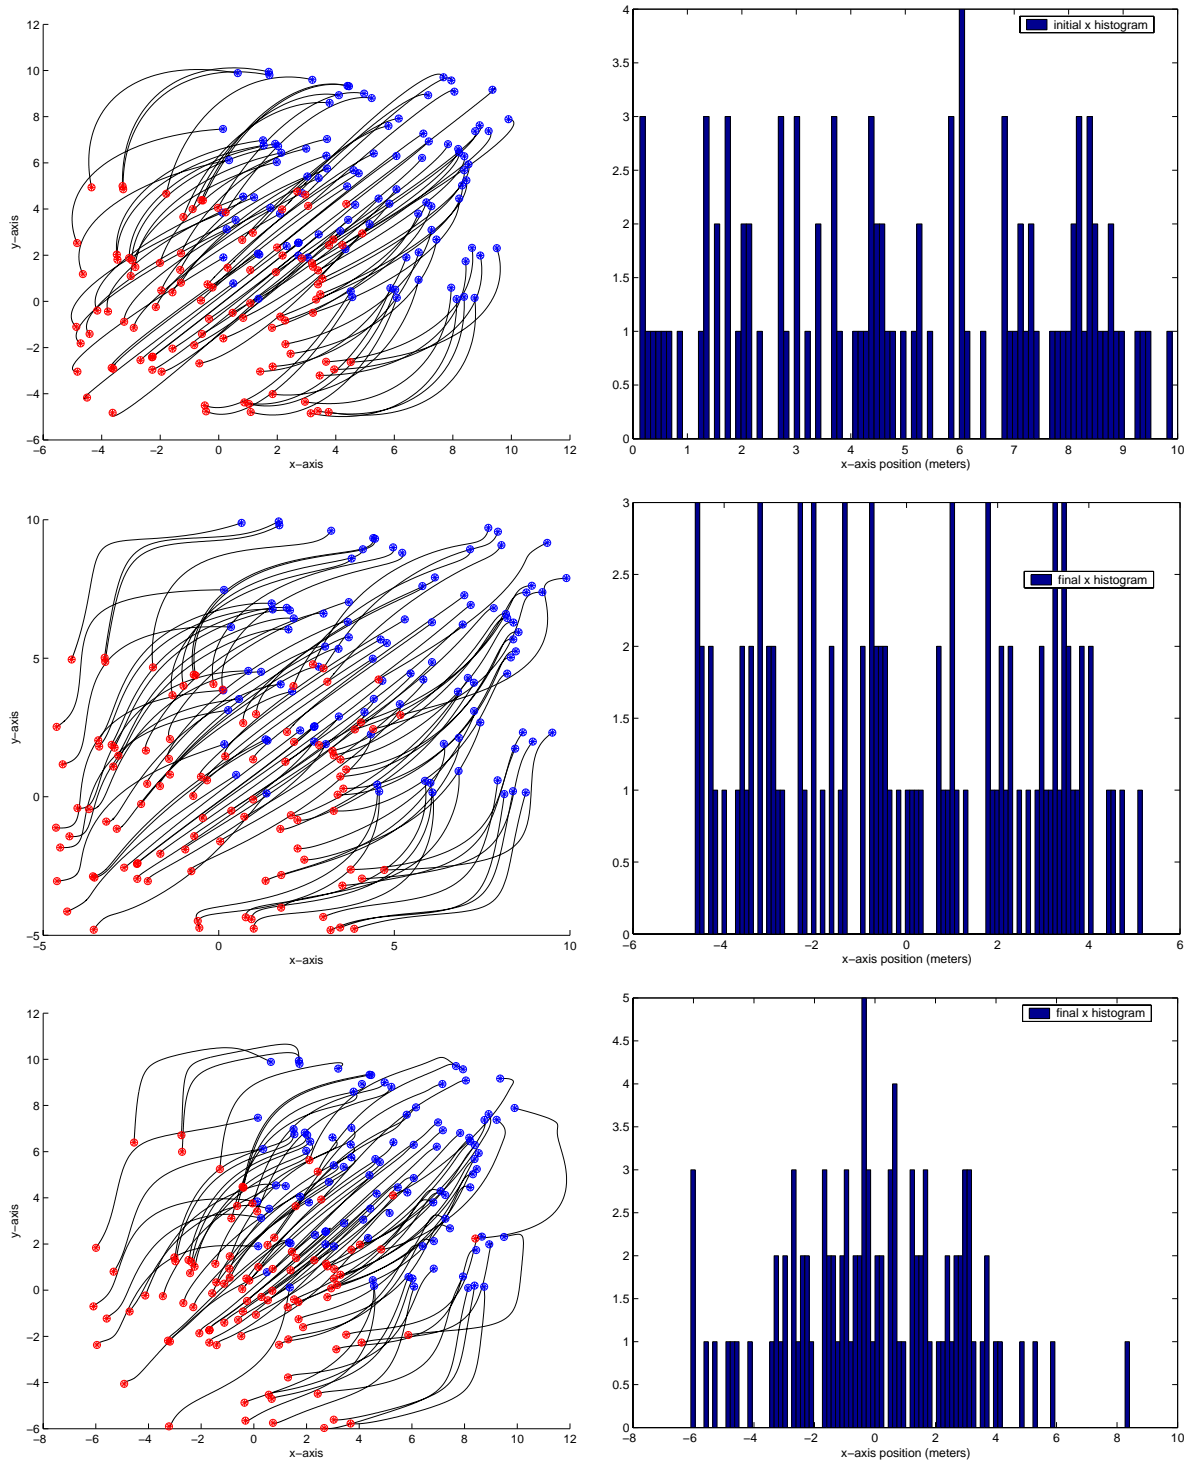 12
10
8
6
4
2
0
−2
−4
−6
−6 −4 −2 0 2 4 6 8 10 12
x−axis
y−axis
4
3.5
3
2.5
2
1.5
1
0.5
0
0 1 2 3 4 5 6 7 8 9 10
x−axis position (meters)
initial x histogram
10
5
0
−5
−5 0 5 10
x−axis
y−axis
3
2.5
2
1.5
1
0.5
0
−6 −4 −2 0 2 4 6
x−axis position (meters)
final x histogram
12
10
8
6
4
2
0
−2
−4
−6
−8 −6 −4 −2 0 2 4 6 8 10 12
x−axis
y−axis
5
4.5
4
3.5
3
2.5
2
1.5
1
0.5
0
−8 −6 −4 −2 0 2 4 6 8 10
x−axis position (meters)
final x histogram